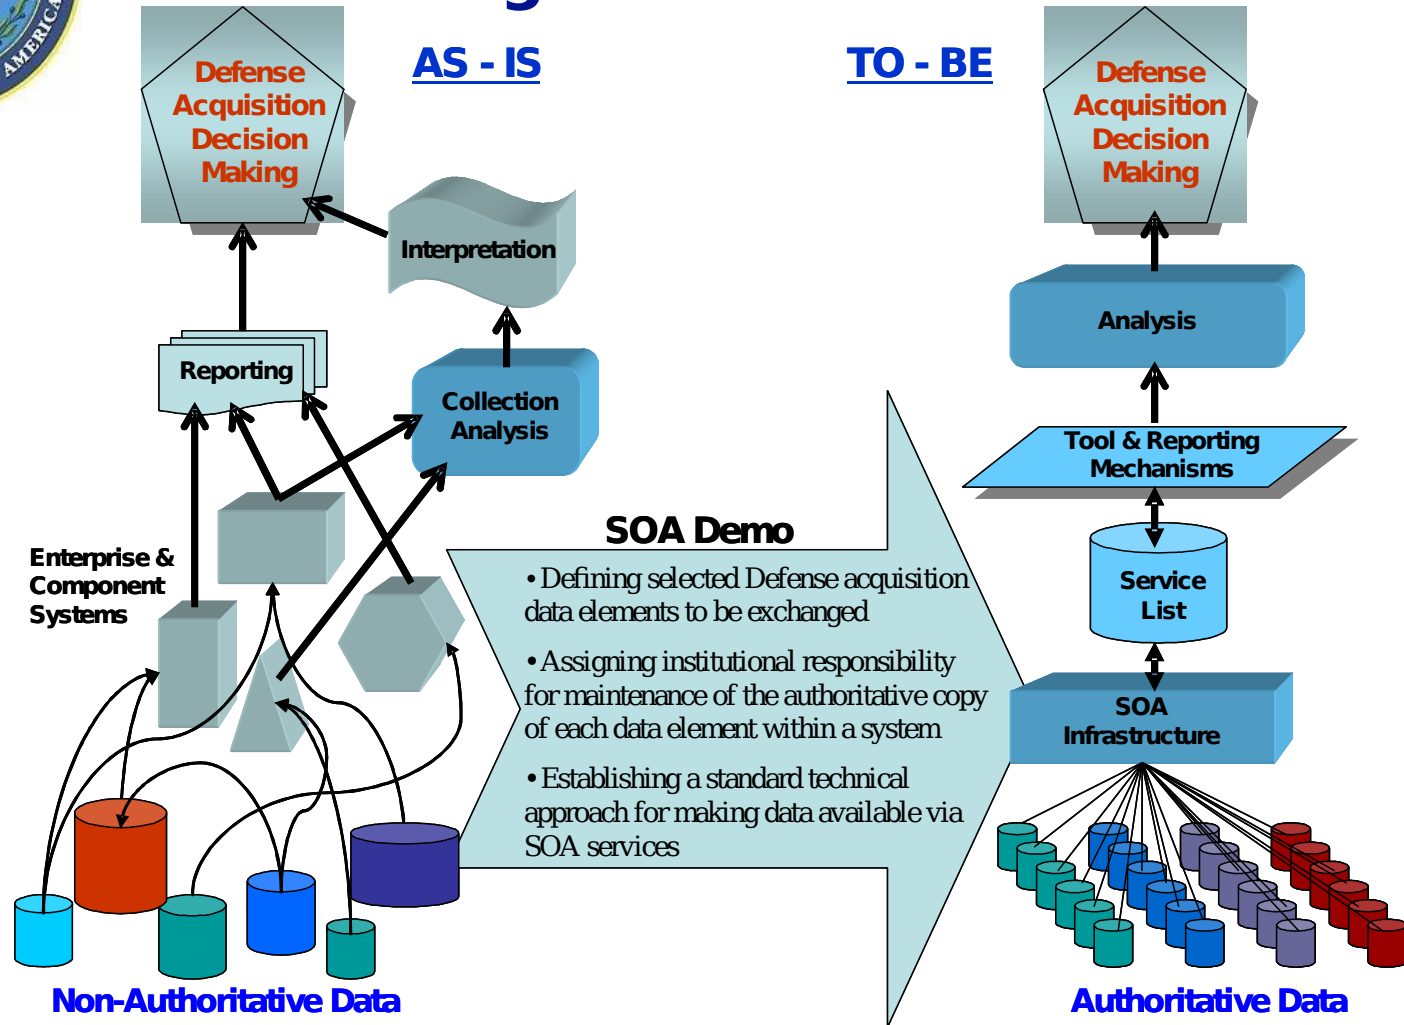 AMERICA
AS - IS
TO - BE
Defense
Acquisition
Decision
Making
Defense
Acquisition
Decision
Making
Interpretation
Reporting
Collection
Analysis
Enterprise &
Component
Systems
Analysis
Tool & Reporting
Mechanisms
Service
List
SOA
Infrastructure
SOA Demo
• Defining selected Defense acquisition
data elements to be exchanged
• Assigning institutional responsibility
for maintenance of the authoritative copy
of each data element within a system
• Establishing a standard technical
approach for making data available via
SOA services
Non-Authoritative Data
Authoritative Data